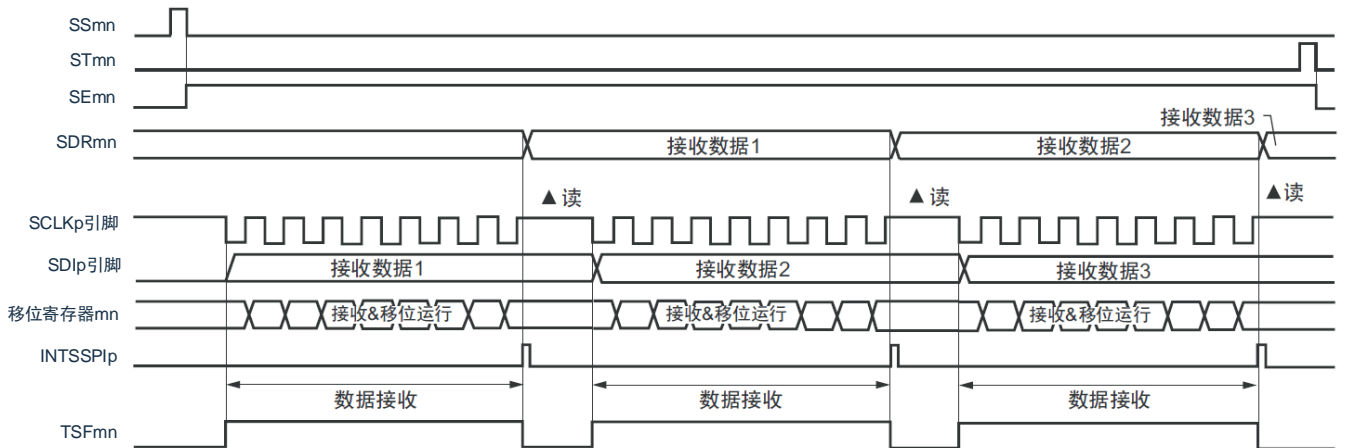 SSmn
STmn
SEmn
接收数据3
SDRmn 接收数据1 接收数据2
▲读 ▲读 ▲读
SCLKp引脚
SDIp引脚 接收数据1 接收数据2 接收数据3
移位寄存器mn 接收&移位运行 接收&移位运行 接收&移位运行
INTSSPIp
数据接收 数据接收 数据接收
TSFmn